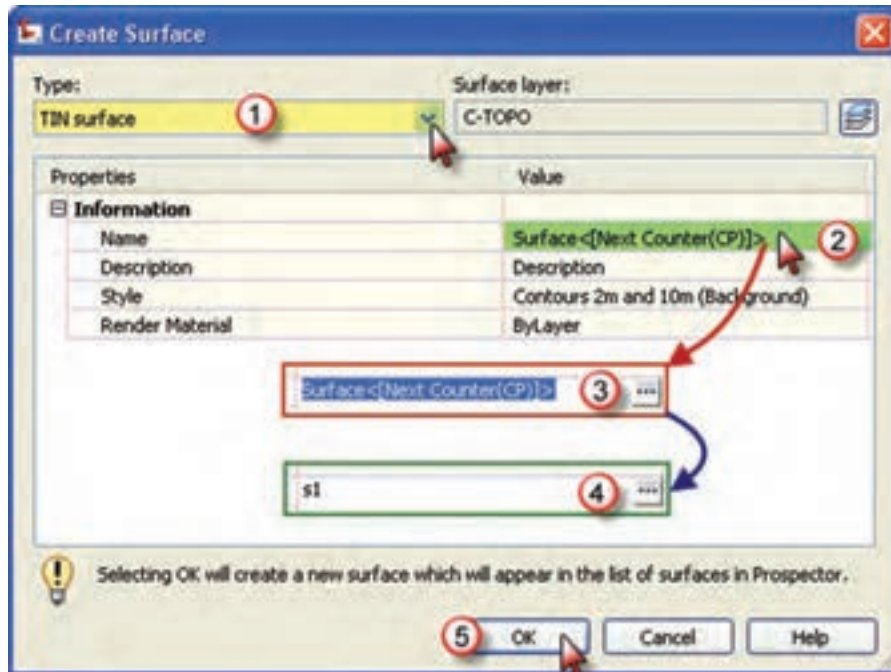 Create Surface
Type:
Surface layer:
TIN surface
1
C-TOPO
Properties
Value
Information
Name
Surface<[Next Counter(CP)]>
2
Description
Description
Style
Contours 2m and 10m (Background)
Render Material
ByLayer
Surface<[Next Counter(CP)]>
3
...
s1
4
...
Selecting OK will create a new surface which will appear in the list of surfaces in Prospector.
5
OK
Cancel
Help